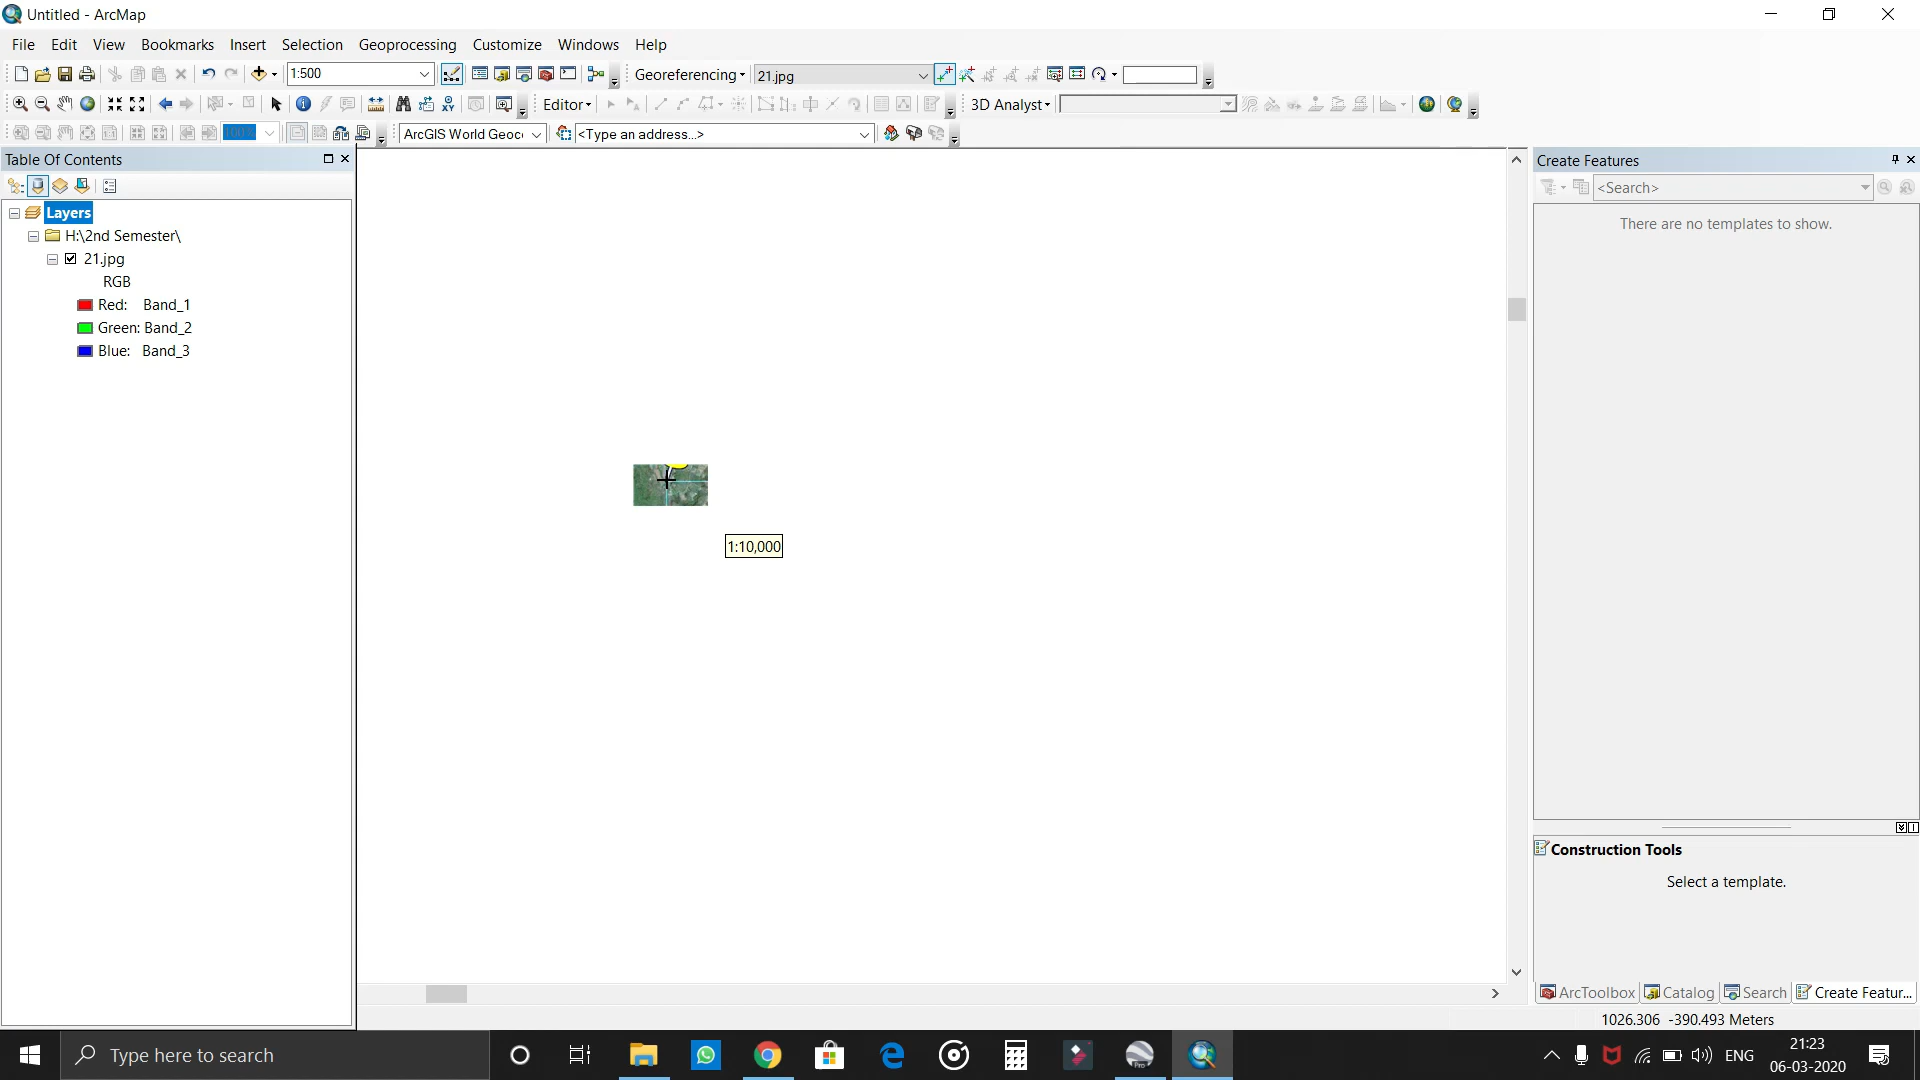 Untitled - ArcMap
File Edit View Bookmarks Insert Selection Geoprocessing Customize Windows Help
1:500 Georeferencing 21.jpg
Editor 3D Analyst
100% ArcGIS World Geoc <Type an address...>
Table Of Contents
Layers
H:\2nd Semester\
21.jpg
RGB
Red: Band_1
Green: Band_2
Blue: Band_3
1:10,000
Create Features
<Search>
There are no templates to show.
Construction Tools
Select a template.
ArcToolbox Catalog Search Create Featur...
1026.306 -390.493 Meters
Type here to search
Pro
ENG
21:23
06-03-2020